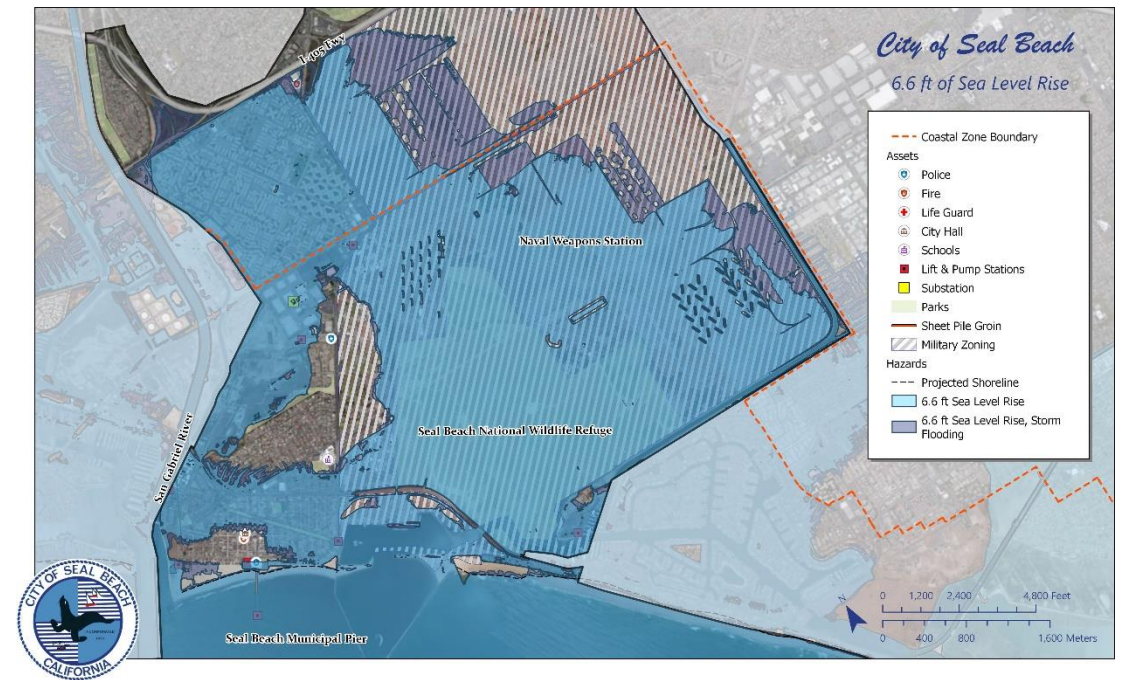 City of Seal Beach
6.6 ft of Sea Level Rise
I-405 Fwy
Coastal Zone Boundary
Assets
Police
Fire
Life Guard
City Hall
Schools
Lift & Pump Stations
Substation
Parks
Sheet Pile Groin
Military Zoning
Hazards
Projected Shoreline
6.6 ft Sea Level Rise
6.6 ft Sea Level Rise, Storm
Flooding
Naval Weapons Station
Seal Beach National Wildlife Refuge
San Gabriel River
Seal Beach Municipal Pier
N
0 1,200 2,400 4,800 Feet
0 400 800 1,600 Meters
CITY OF SEAL BEACH
CALIFORNIA